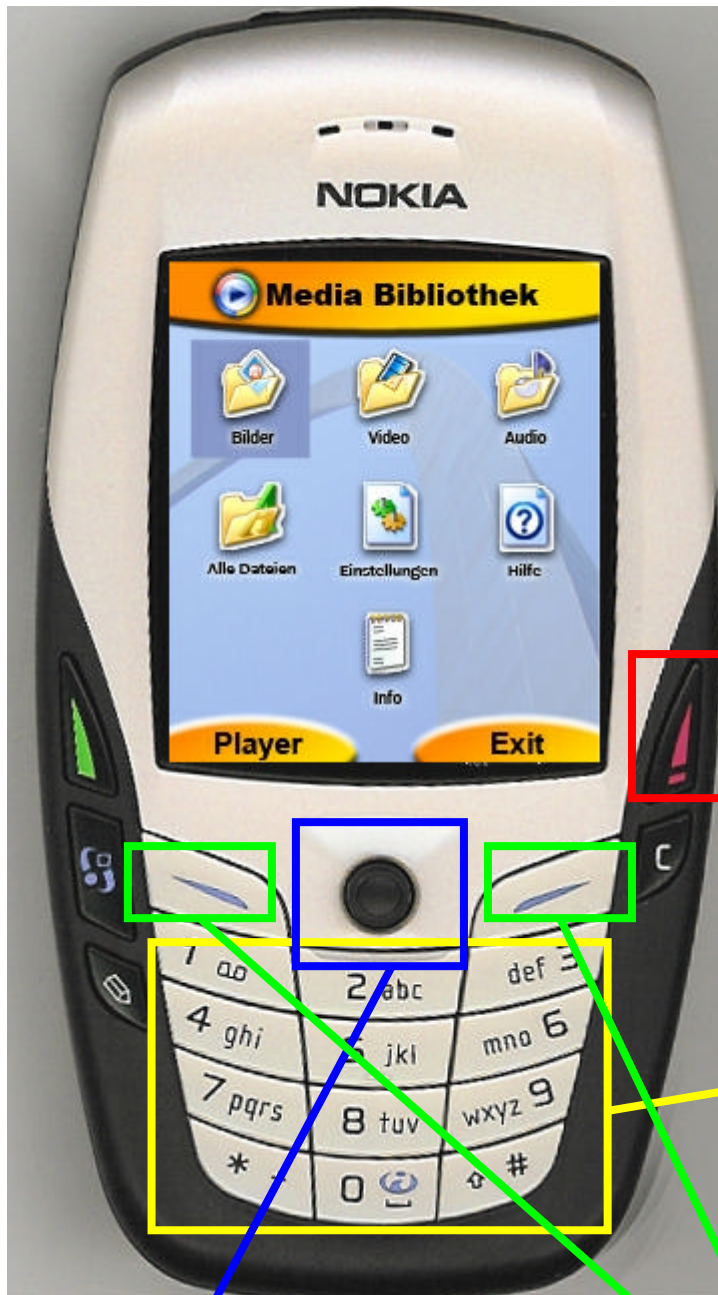 NOKIA
Media Bibliothek
Bilder Video Audio
Alle Dateien Einstellungen Hilfe
Info
Player Exit
C
1 2 abc def 3
4 ghi 5 jkl mno 6
7 pqrs 8 tuv wxyz 9
* 0 #